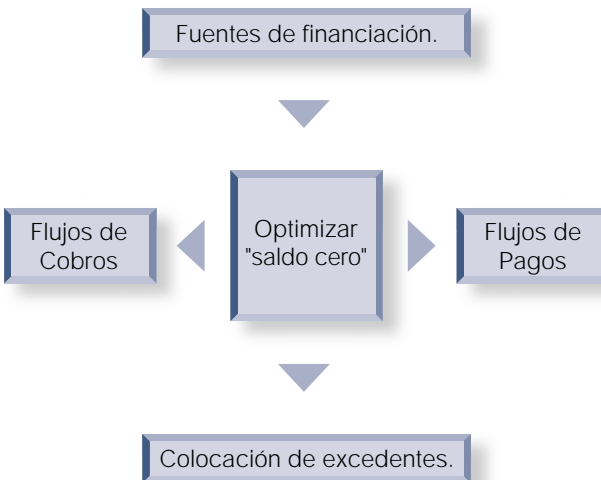 Fuentes de financiación.
Flujos de
Cobros
Optimizar
"saldo cero"
Flujos de
Pagos
Colocación de excedentes.